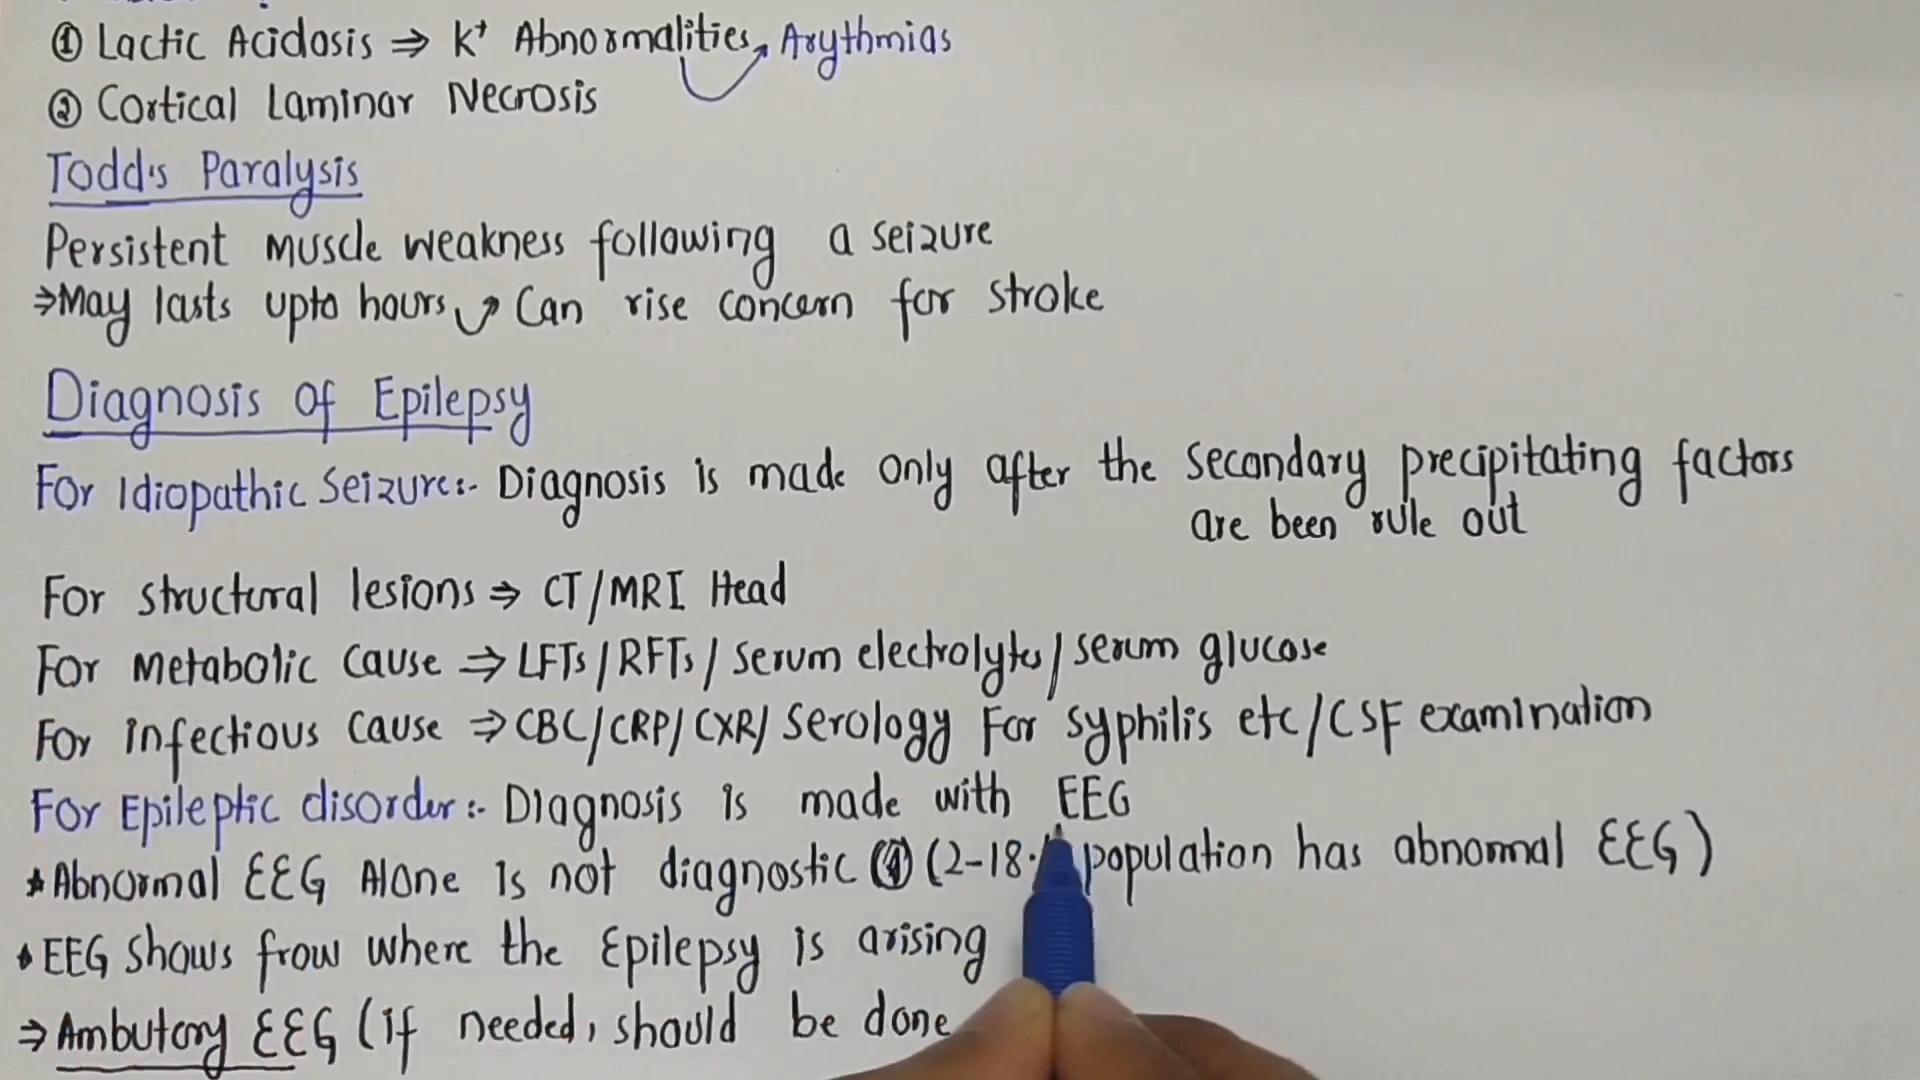 ① Lactic Acidosis ⇒ K⁺ Abnormalities, Arythmias
② Cortical Laminar Necrosis
Todd's Paralysis
Persistent muscle weakness following a seizure
⇒ May lasts upto hours Can rise concern for stroke
Diagnosis of Epilepsy
For Idiopathic Seizure:- Diagnosis is made only after the secondary precipitating factors
are been rule out
For structural lesions ⇒ CT/MRI Head
For Metabolic cause ⇒ LFTs/RFTs/ Serum electrolytes/ serum glucose
For infectious cause ⇒ CBC/CRP/CXR/ Serology For syphilis etc/CSF examination
For Epileptic disorder:- Diagnosis is made with EEG
* Abnormal EEG Alone is not diagnostic (2-18 population has abnormal EEG)
* EEG shows frow where the Epilepsy is arising
⇒ Ambutory EEG (if needed, should be done